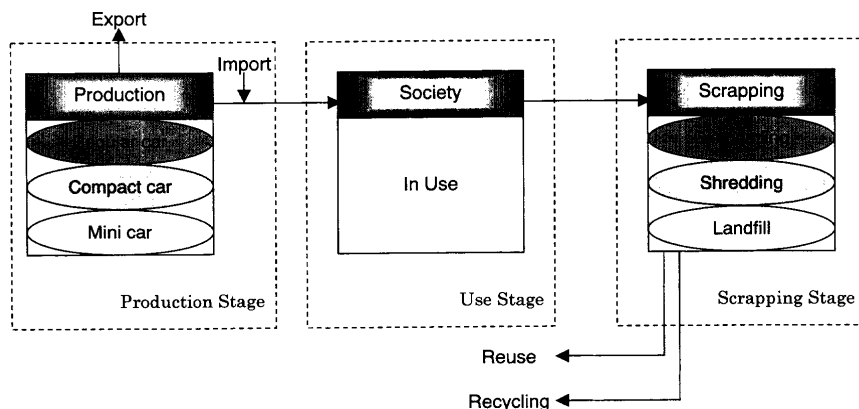 Export
Import
Production
Society
Scrapping
Compact car
Mini car
In Use
Shredding
Landfill
Production Stage
Use Stage
Scrapping Stage
Reuse
Recycling